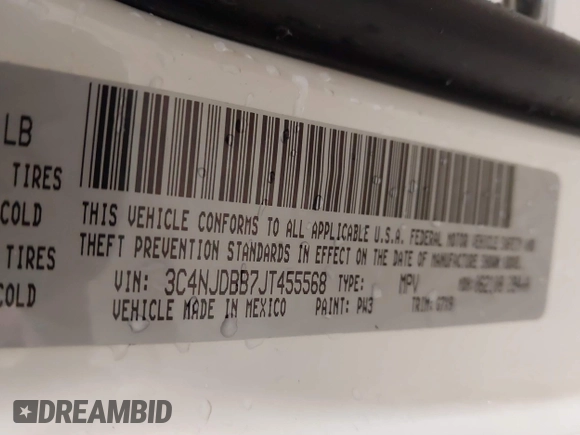 LB
TIRES
COLD
TIRES
COLD
THIS VEHICLE CONFORMS TO ALL APPLICABLE U.S.A. FEDERAL MOTOR VEHICLE SAFETY AND
THEFT PREVENTION STANDARDS IN EFFECT ON THE DATE OF MANUFACTURE SHOWN ABOVE.
VIN: 3C4NJDBB7JT455568 TYPE: MPV MDH:
VEHICLE MADE IN MEXICO PAINT: PW3 TRIM:
DREAMBID